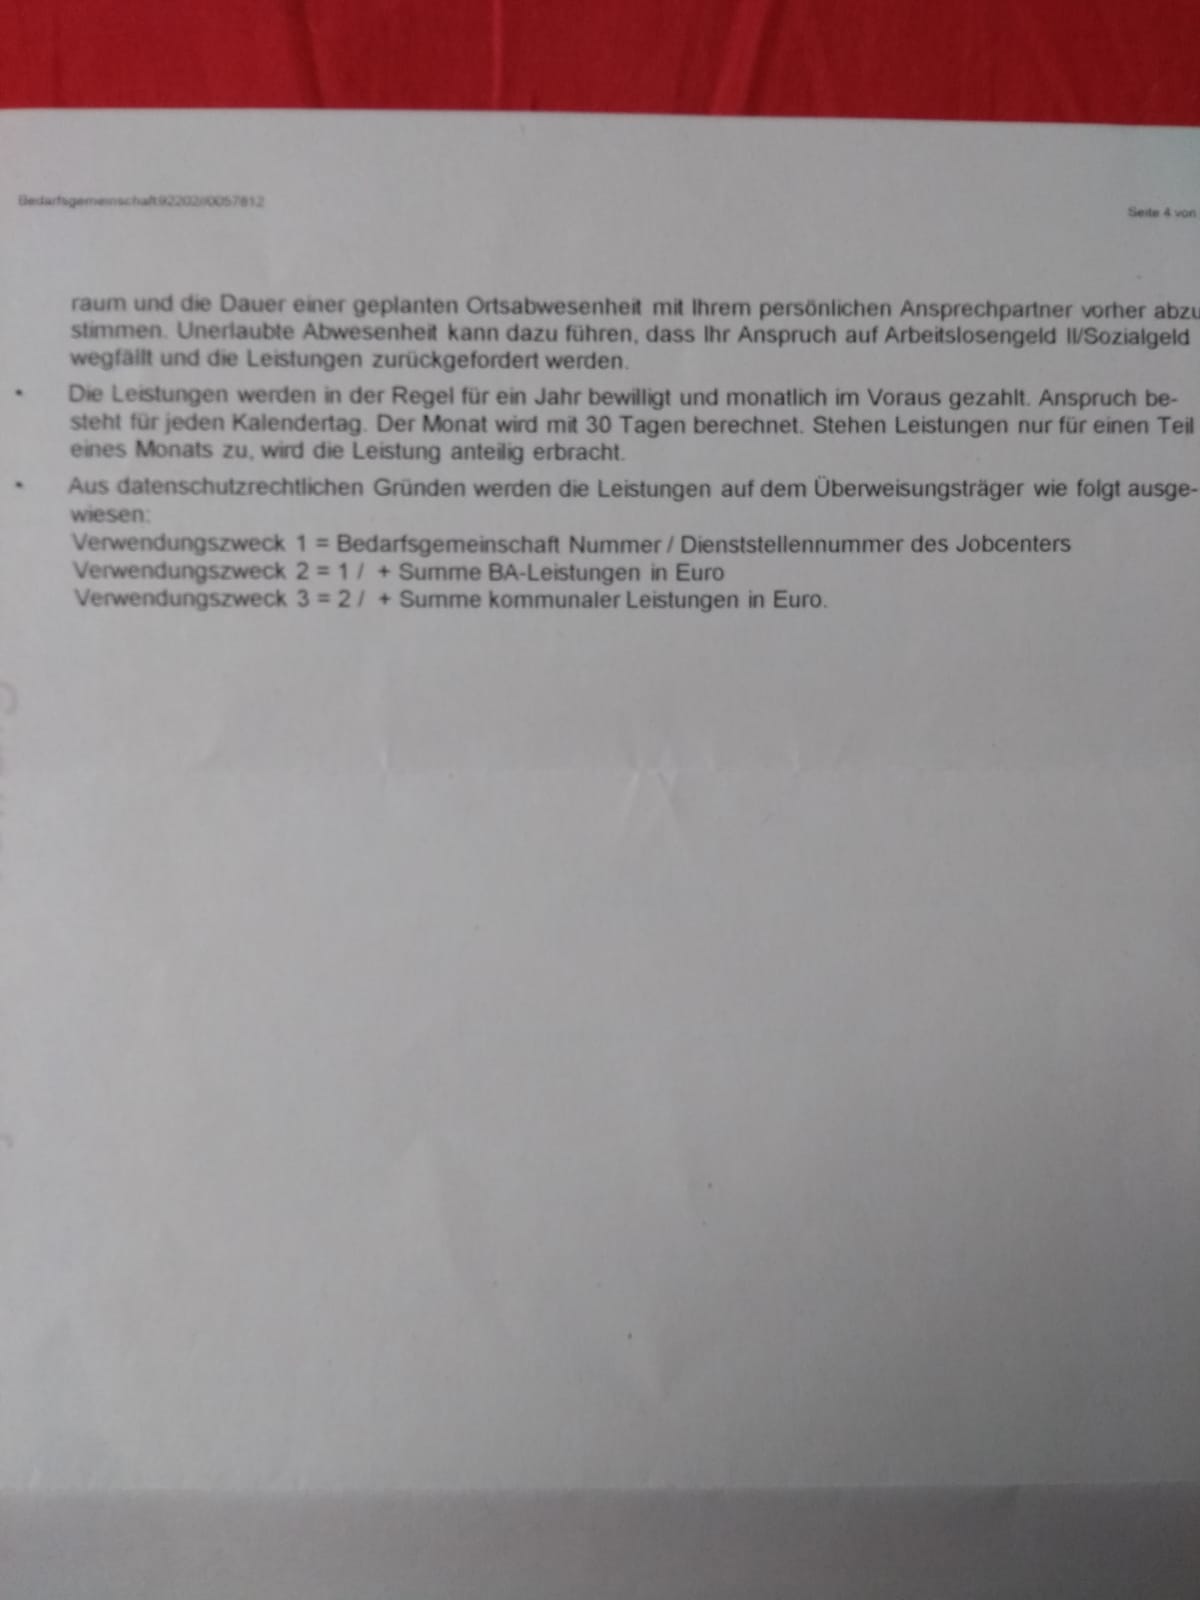 Bedarfsgemeinschaft 92202//0057812
Seite 4 von
raum und die Dauer einer geplanten Ortsabwesenheit mit Ihrem persönlichen Ansprechpartner vorher abzu
stimmen. Unerlaubte Abwesenheit kann dazu führen, dass Ihr Anspruch auf Arbeitslosengeld II/Sozialgeld
wegfällt und die Leistungen zurückgefordert werden.
• Die Leistungen werden in der Regel für ein Jahr bewilligt und monatlich im Voraus gezahlt. Anspruch be-
steht für jeden Kalendertag. Der Monat wird mit 30 Tagen berechnet. Stehen Leistungen nur für einen Teil
eines Monats zu, wird die Leistung anteilig erbracht.
• Aus datenschutzrechtlichen Gründen werden die Leistungen auf dem Überweisungsträger wie folgt ausge-
wiesen:
Verwendungszweck 1 = Bedarfsgemeinschaft Nummer / Dienststellennummer des Jobcenters
Verwendungszweck 2 = 1 / + Summe BA-Leistungen in Euro
Verwendungszweck 3 = 2 / + Summe kommunaler Leistungen in Euro.